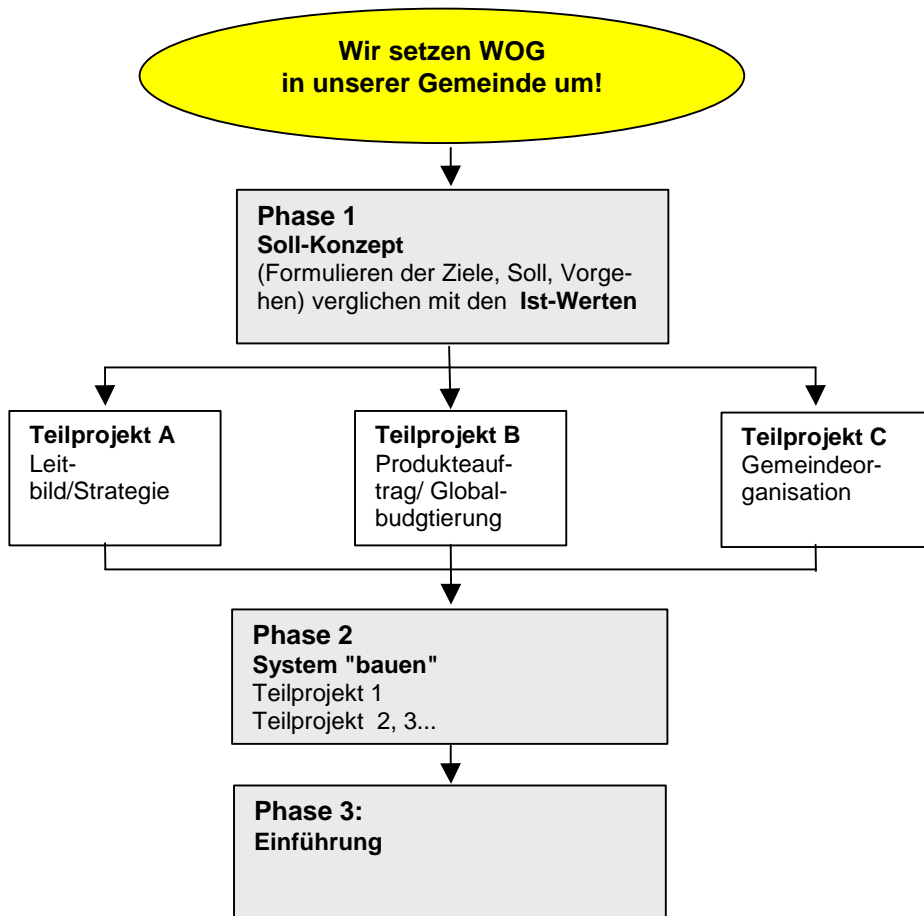 Wir setzen WOG
in unserer Gemeinde um!
Phase 1
Soll-Konzept
(Formulieren der Ziele, Soll, Vorge-
hen) verglichen mit den Ist-Werten
Teilprojekt A
Leit-
bild/Strategie
Teilprojekt B
Produkteauf-
trag/ Global-
budgtierung
Teilprojekt C
Gemeindeor-
ganisation
Phase 2
System "bauen"
Teilprojekt 1
Teilprojekt 2, 3...
Phase 3:
Einführung